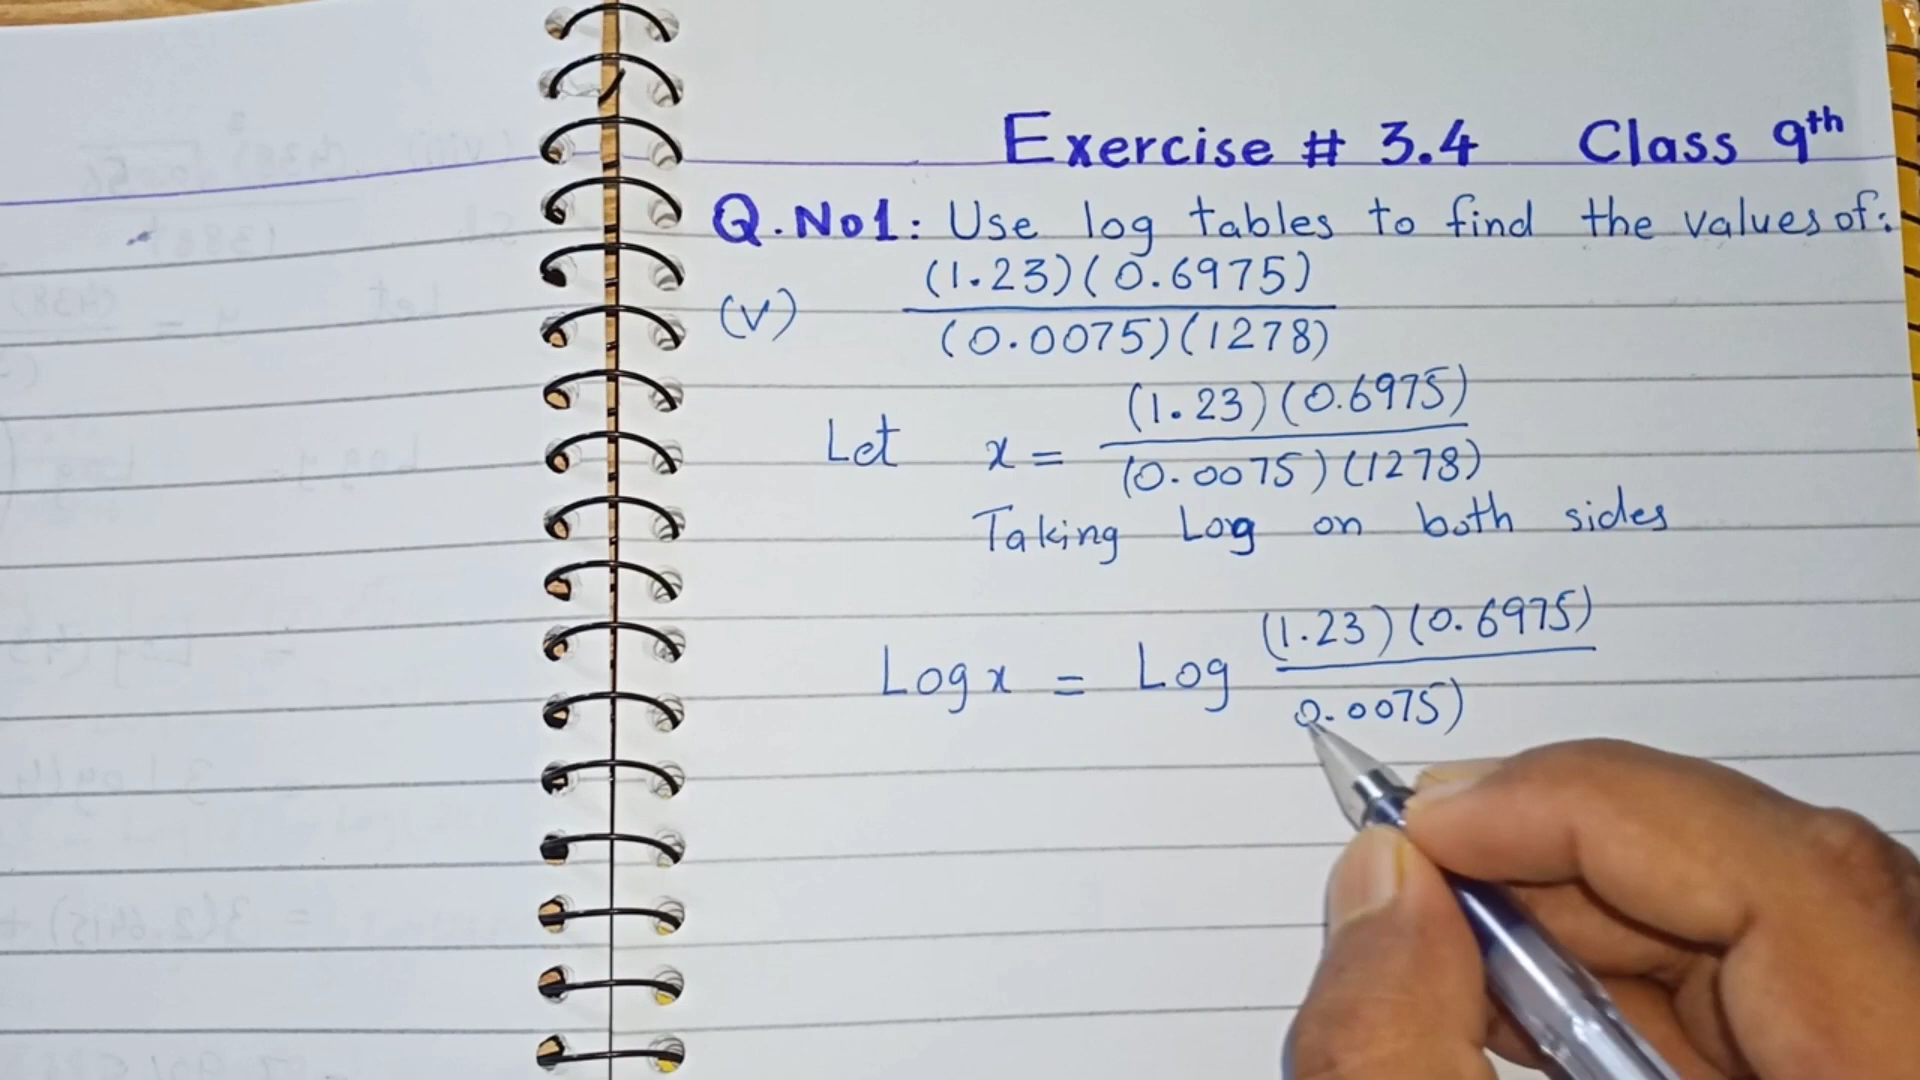 Exercise # 3.4 Class 9th
Q.No1: Use log tables to find the values of:
(v) (1.23)(0.6975)
(0.0075)(1278)
Let x = (1.23)(0.6975)
(0.0075)(1278)
Taking Log on both sides
Log x = Log (1.23)(0.6975)
0.0075)